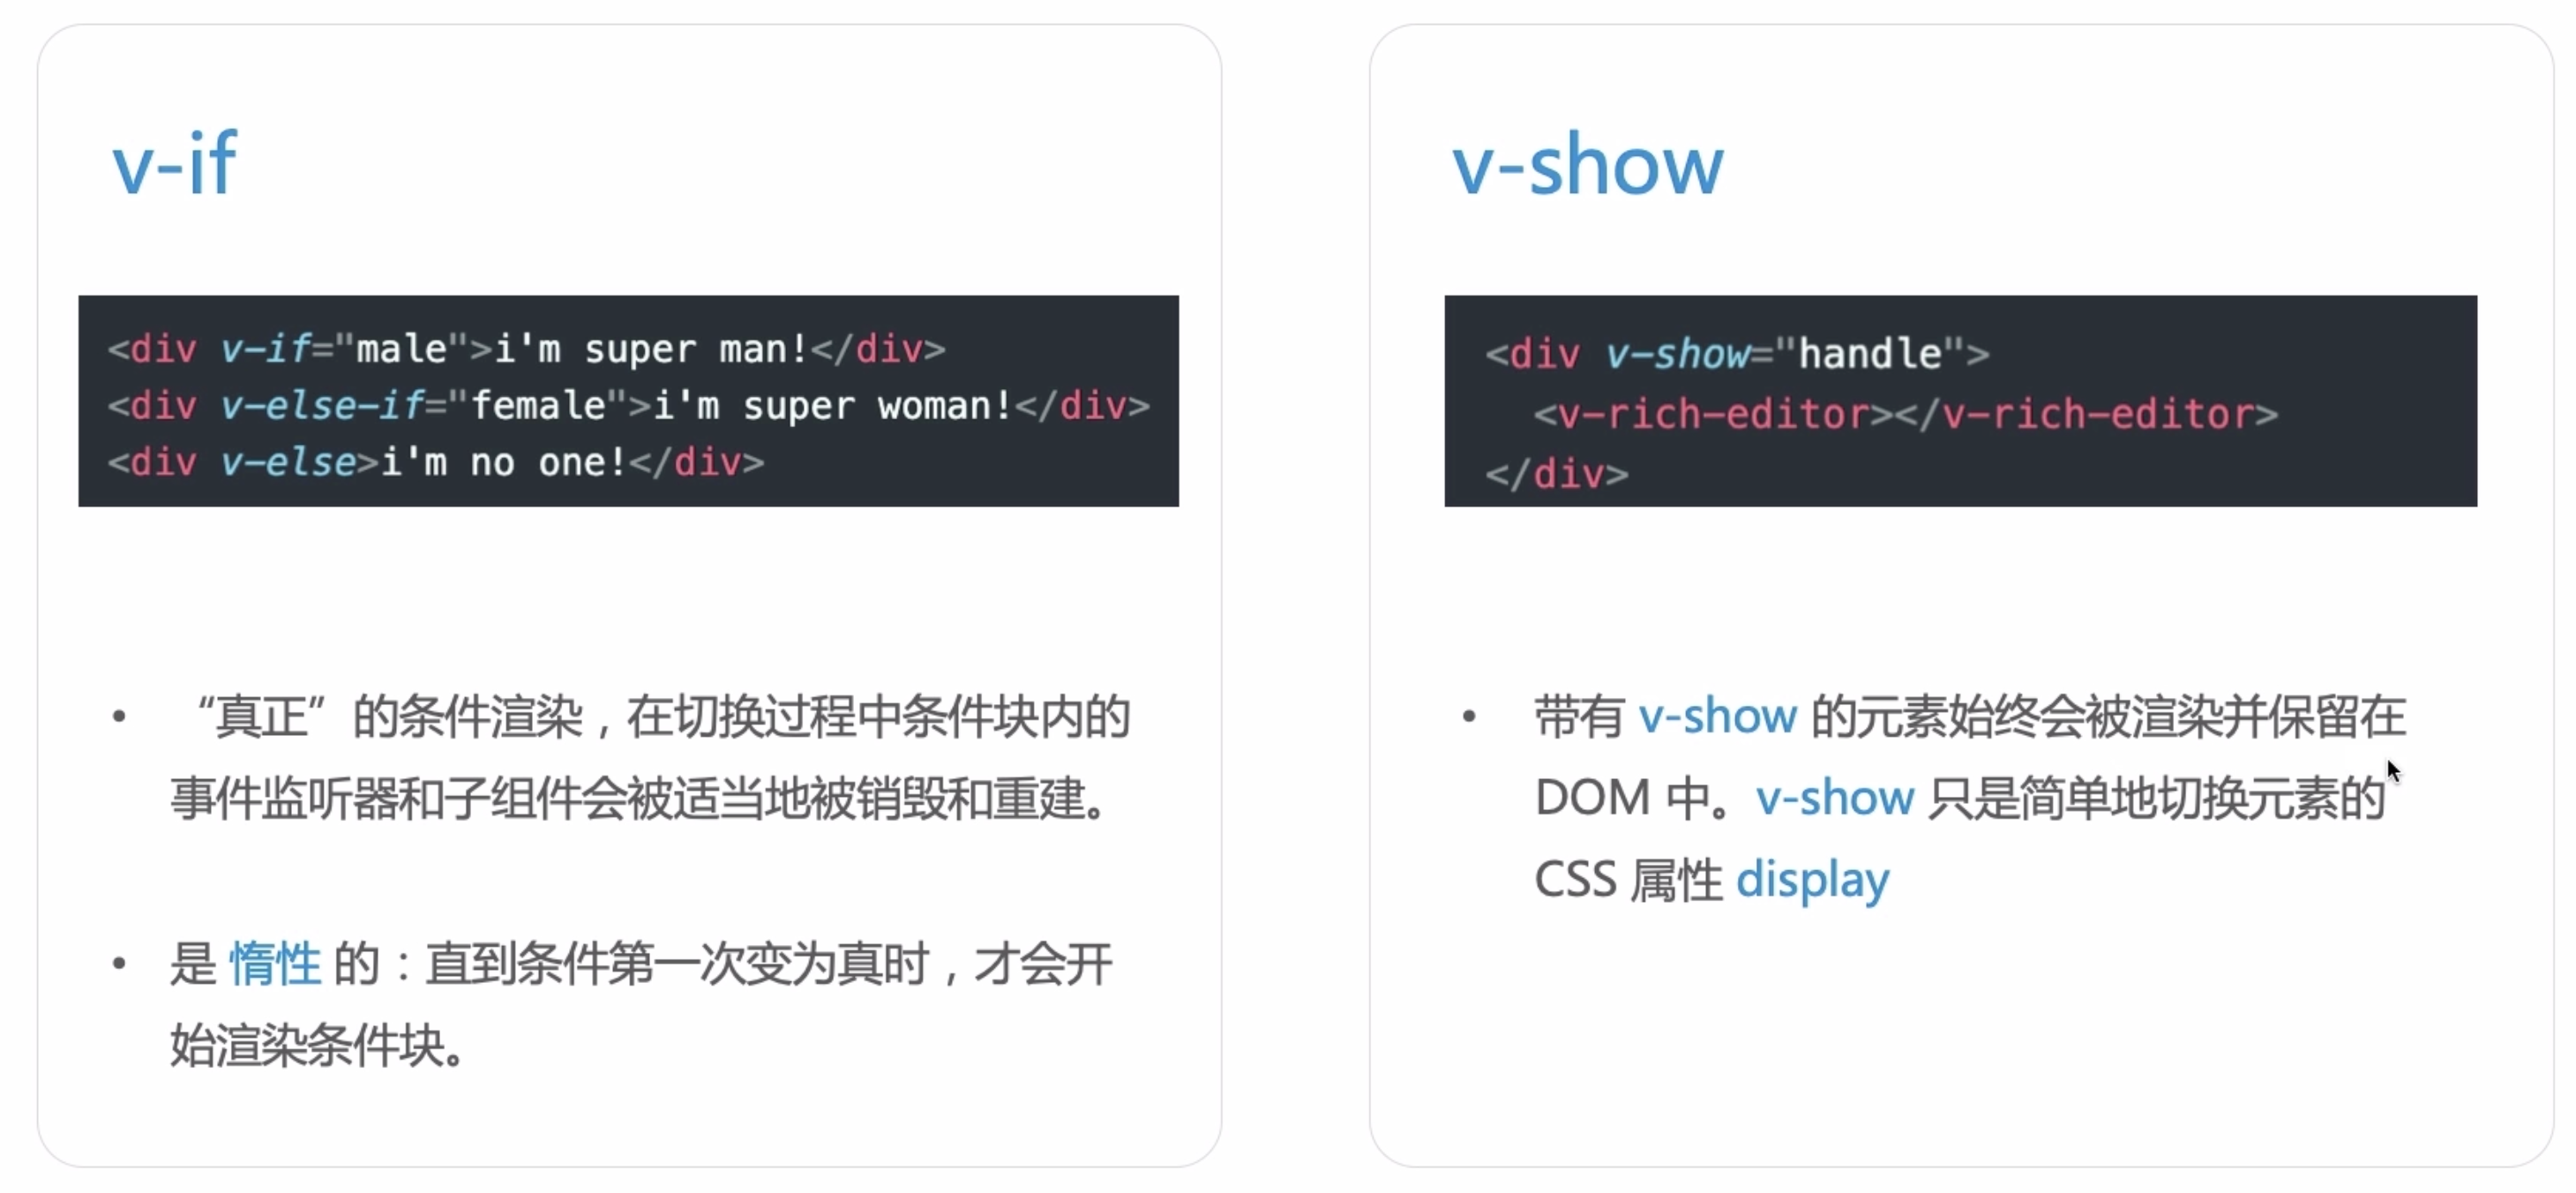 v-if
<div v-if="male">i'm super man!</div>
<div v-else-if="female">i'm super woman!</div>
<div v-else>i'm no one!</div>
• “真正”的条件渲染，在切换过程中条件块内的
事件监听器和子组件会被适当地被销毁和重建。
• 是 惰性 的：直到条件第一次变为真时，才会开
始渲染条件块。
v-show
<div v-show="handle">
<v-rich-editor></v-rich-editor>
</div>
• 带有 v-show 的元素始终会被渲染并保留在
DOM 中。v-show 只是简单地切换元素的
CSS 属性 display